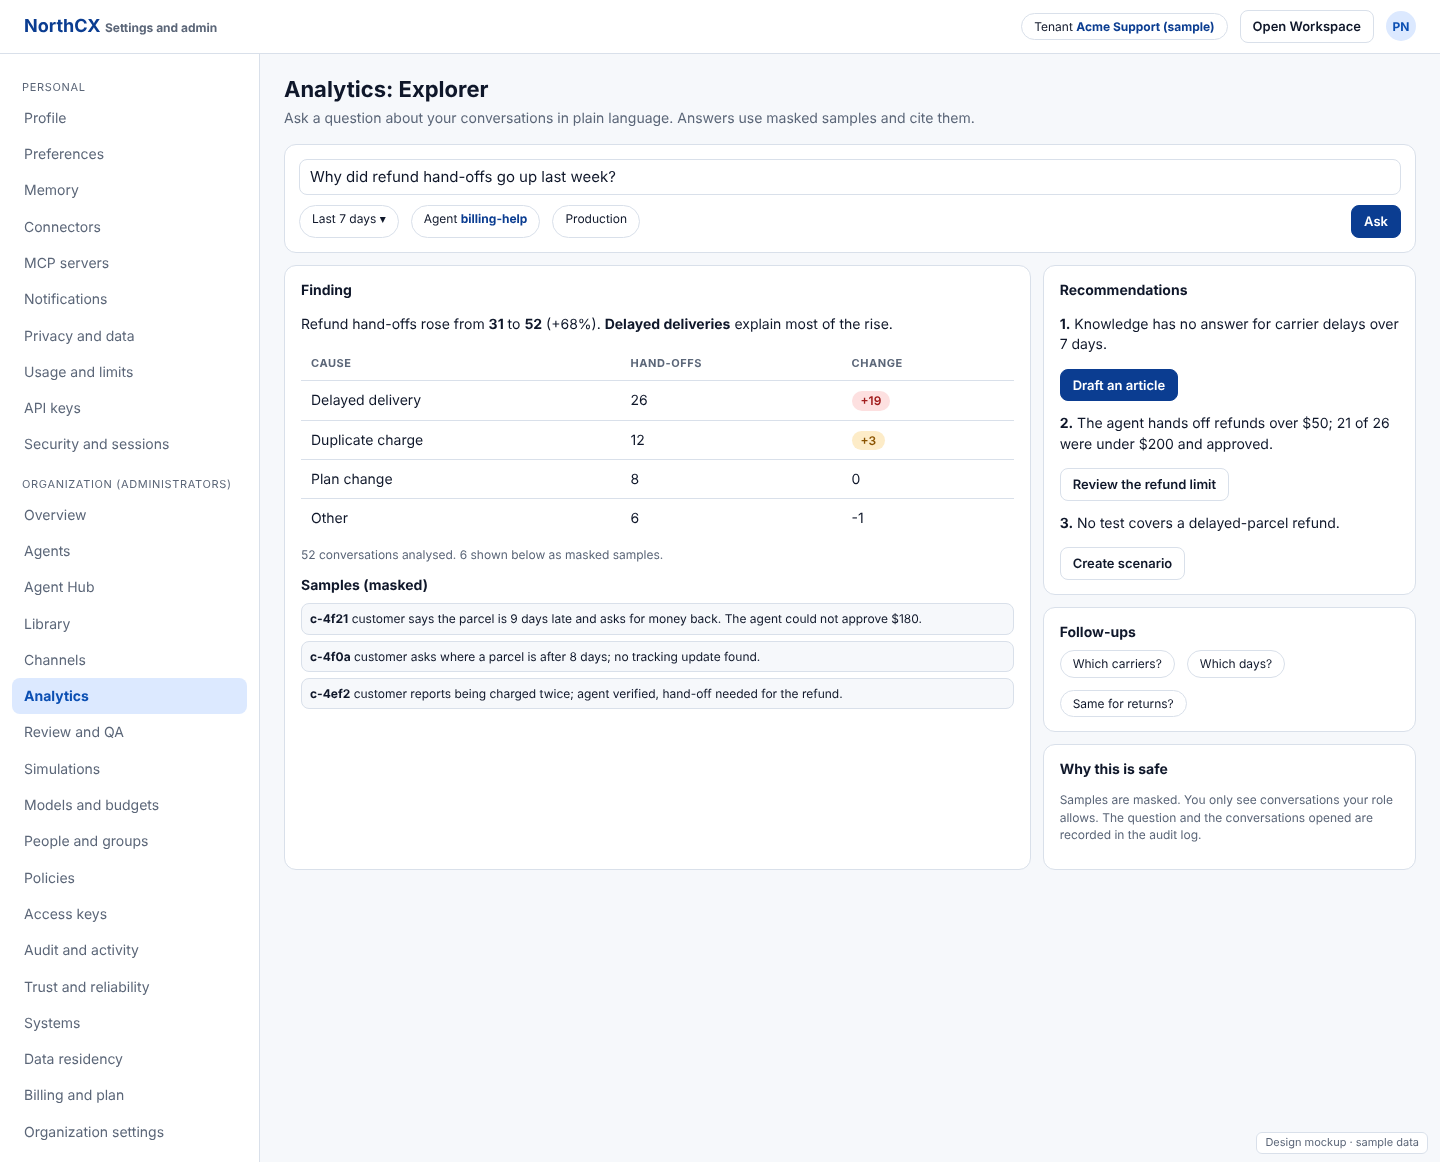 NorthCX Settings and admin
Tenant Acme Support (sample)
Open Workspace
PN
PERSONAL
Profile
Preferences
Memory
Connectors
MCP servers
Notifications
Privacy and data
Usage and limits
API keys
Security and sessions
ORGANIZATION (ADMINISTRATORS)
Overview
Agents
Agent Hub
Library
Channels
Analytics
Review and QA
Simulations
Models and budgets
People and groups
Policies
Access keys
Audit and activity
Trust and reliability
Systems
Data residency
Billing and plan
Organization settings
Analytics: Explorer
Ask a question about your conversations in plain language. Answers use masked samples and cite them.
Why did refund hand-offs go up last week?
Last 7 days ▾
Agent billing-help
Production
Ask
Finding
Refund hand-offs rose from 31 to 52 (+68%). Delayed deliveries explain most of the rise.
CAUSE HAND-OFFS CHANGE
Delayed delivery 26 +19
Duplicate charge 12 +3
Plan change 8 0
Other 6 -1
52 conversations analysed. 6 shown below as masked samples.
Samples (masked)
c-4f21 customer says the parcel is 9 days late and asks for money back. The agent could not approve $180.
c-4f0a customer asks where a parcel is after 8 days; no tracking update found.
c-4ef2 customer reports being charged twice; agent verified, hand-off needed for the refund.
Recommendations
1. Knowledge has no answer for carrier delays over
7 days.
Draft an article
2. The agent hands off refunds over $50; 21 of 26
were under $200 and approved.
Review the refund limit
3. No test covers a delayed-parcel refund.
Create scenario
Follow-ups
Which carriers?
Which days?
Same for returns?
Why this is safe
Samples are masked. You only see conversations your role
allows. The question and the conversations opened are
recorded in the audit log.
Design mockup · sample data